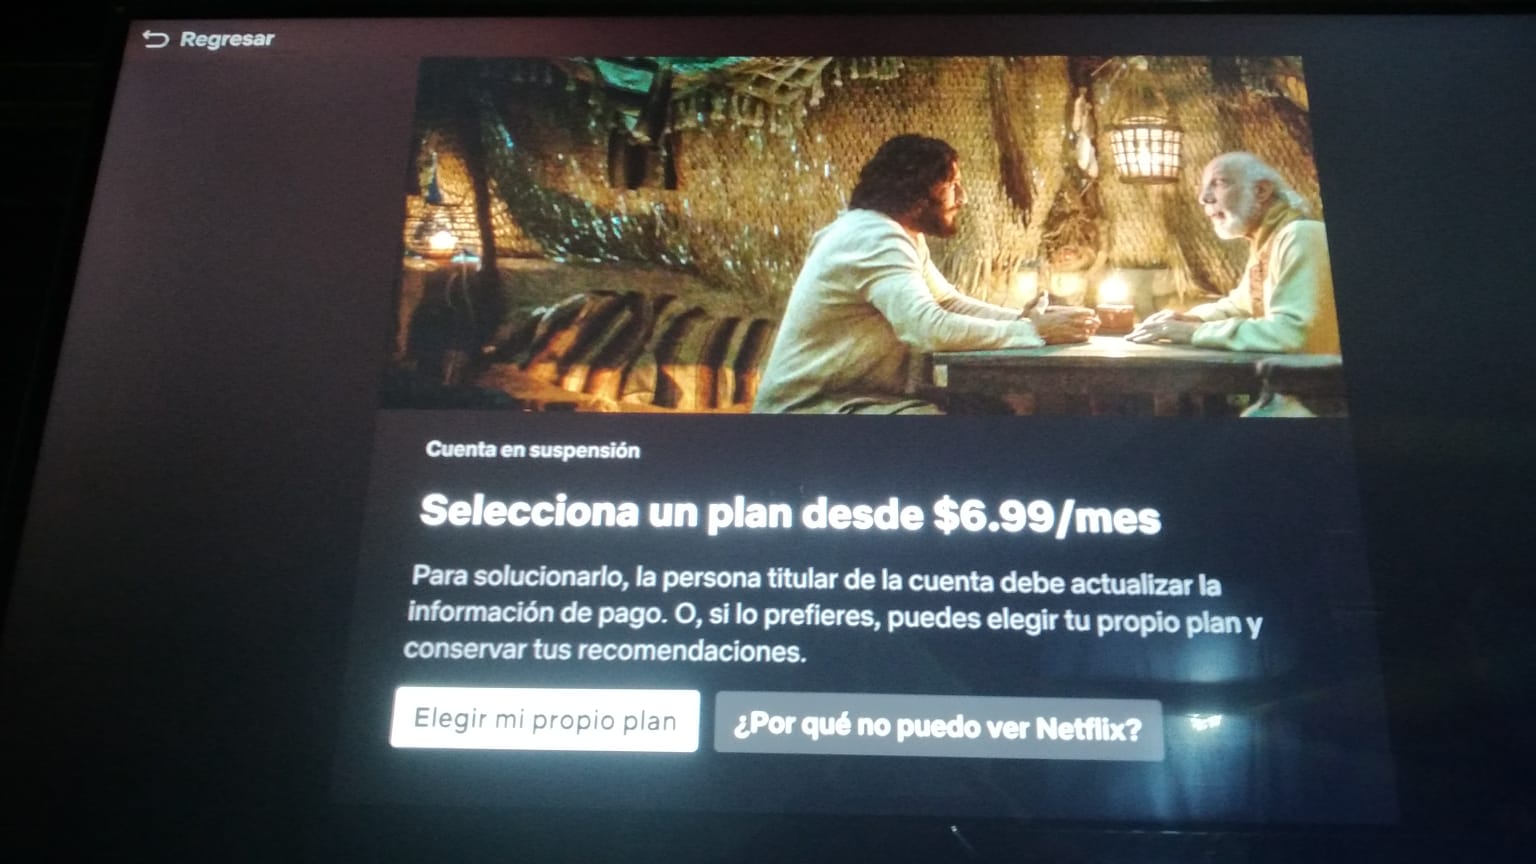 Regresar
Cuenta en suspensión
Selecciona un plan desde $6.99/mes
Para solucionarlo, la persona titular de la cuenta debe actualizar la
información de pago. O, si lo prefieres, puedes elegir tu propio plan y
conservar tus recomendaciones.
Elegir mi propio plan
¿Por qué no puedo ver Netflix?